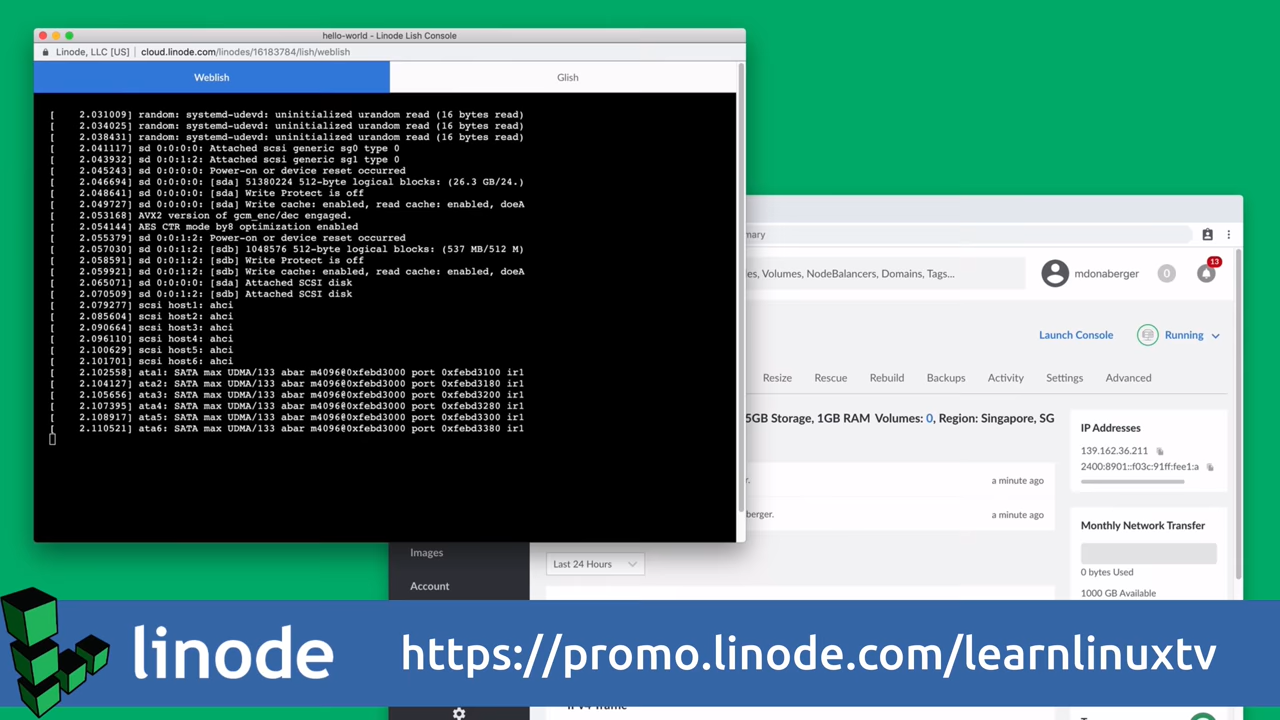 hello-world - Linode Lish Console
Linode, LLC [US] | cloud.linode.com/linodes/16183784/lish/weblish
Weblish
Glish
[    2.031009] random: systemd-udevd: uninitialized urandom read (16 bytes read)
[    2.034025] random: systemd-udevd: uninitialized urandom read (16 bytes read)
[    2.038431] random: systemd-udevd: uninitialized urandom read (16 bytes read)
[    2.041117] sd 0:0:0:0: Attached scsi generic sg0 type 0
[    2.043932] sd 0:0:1:2: Attached scsi generic sg1 type 0
[    2.045243] sd 0:0:0:0: Power-on or device reset occurred
[    2.046694] sd 0:0:0:0: [sda] 51380224 512-byte logical blocks: (26.3 GB/24.)
[    2.048641] sd 0:0:0:0: [sda] Write Protect is off
[    2.049727] sd 0:0:0:0: [sda] Write cache: enabled, read cache: enabled, doeA
[    2.053168] AVX2 version of gcm_enc/dec engaged.
[    2.054144] AES CTR mode by8 optimization enabled
[    2.055379] sd 0:0:1:2: Power-on or device reset occurred
[    2.057030] sd 0:0:1:2: [sdb] 1048576 512-byte logical blocks: (537 MB/512 M)
[    2.058591] sd 0:0:1:2: [sdb] Write Protect is off
[    2.059921] sd 0:0:1:2: [sdb] Write cache: enabled, read cache: enabled, doeA
[    2.065071] sd 0:0:0:0: [sda] Attached SCSI disk
[    2.070509] sd 0:0:1:2: [sdb] Attached SCSI disk
[    2.079277] scsi host1: ahci
[    2.085604] scsi host2: ahci
[    2.090664] scsi host3: ahci
[    2.096110] scsi host4: ahci
[    2.100629] scsi host5: ahci
[    2.101701] scsi host6: ahci
[    2.102558] ata1: SATA max UDMA/133 abar m4096@0xfebd3000 port 0xfebd3100 ir1
[    2.104127] ata2: SATA max UDMA/133 abar m4096@0xfebd3000 port 0xfebd3180 ir1
[    2.105656] ata3: SATA max UDMA/133 abar m4096@0xfebd3000 port 0xfebd3200 ir1
[    2.107395] ata4: SATA max UDMA/133 abar m4096@0xfebd3000 port 0xfebd3280 ir1
[    2.108917] ata5: SATA max UDMA/133 abar m4096@0xfebd3000 port 0xfebd3300 ir1
[    2.110521] ata6: SATA max UDMA/133 abar m4096@0xfebd3000 port 0xfebd3380 ir1
mary
es, Volumes, NodeBalancers, Domains, Tags...
mdonaberger
0
13
Launch Console
Running
Resize
Rescue
Rebuild
Backups
Activity
Settings
Advanced
5GB Storage, 1GB RAM Volumes: 0, Region: Singapore, SG
IP Addresses
139.162.36.211
2400:8901::f03c:91ff:fee1:a
r.
a minute ago
berger.
a minute ago
Monthly Network Transfer
0 bytes Used
1000 GB Available
Images
Account
Last 24 Hours
linode
https://promo.linode.com/learnlinuxtv